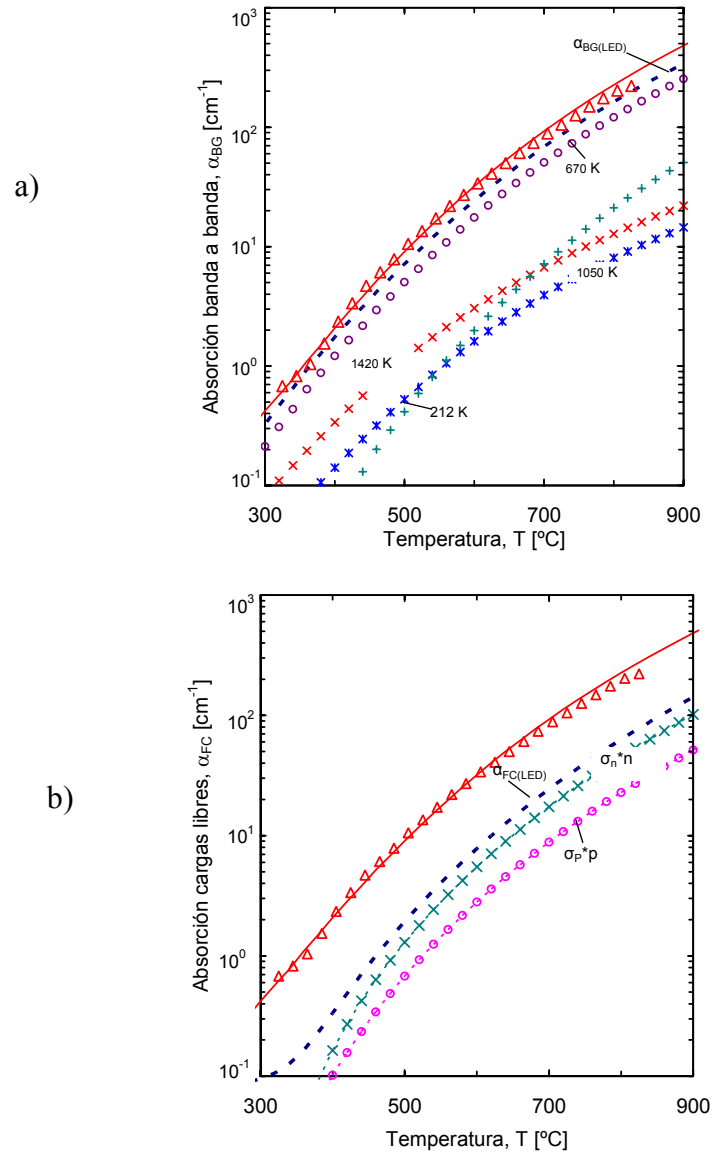 a)
Absorción banda a banda, α_BG [cm⁻¹]
10³
10²
10¹
10⁰
10⁻¹
α_BG(LED)
670 K
1050 K
1420 K
212 K
300 500 700 900
Temperatura, T [ºC]
b)
Absorción cargas libres, α_FC [cm⁻¹]
10³
10²
10¹
10⁰
10⁻¹
σ_n*n
α_FC(LED)
σ_P*p
300 500 700 900
Temperatura, T [ºC]